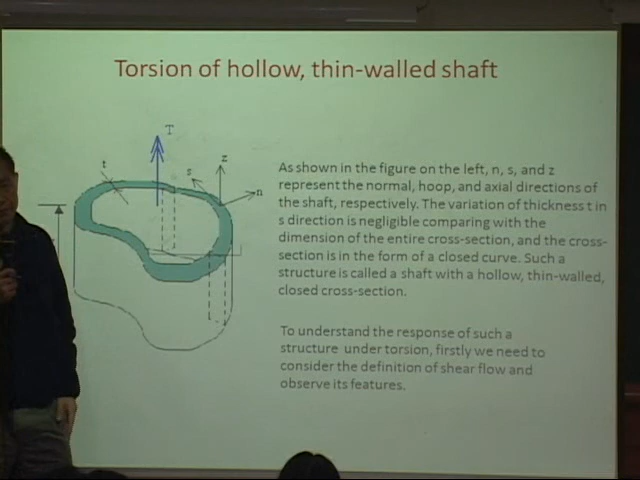 Torsion of hollow, thin-walled shaft
T
t
s
z
n
As shown in the figure on the left, n, s, and z
represent the normal, hoop, and axial directions of
the shaft, respectively. The variation of thickness t in
s direction is negligible comparing with the
dimension of the entire cross-section, and the cross-
section is in the form of a closed curve. Such a
structure is called a shaft with a hollow, thin-walled,
closed cross-section.
To understand the response of such a
structure under torsion, firstly we need to
consider the definition of shear flow and
observe its features.